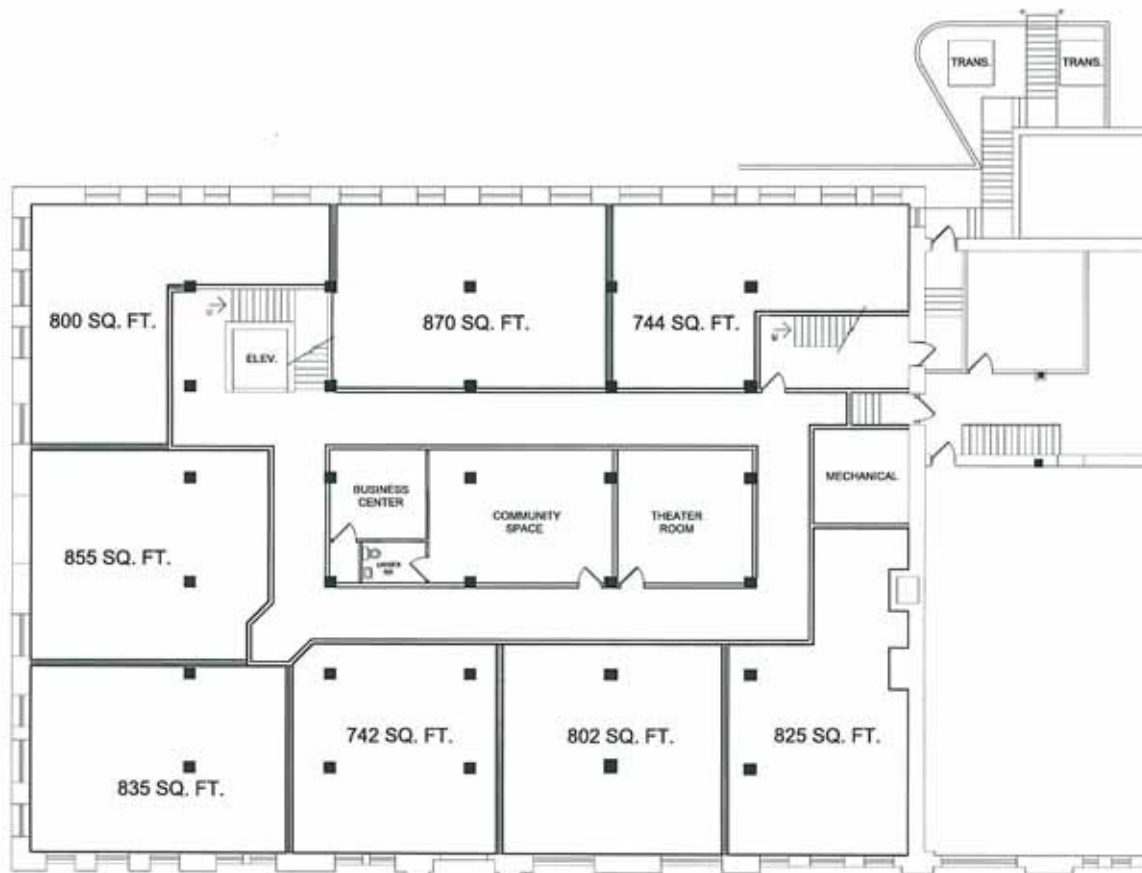 TRANS.
TRANS.
800 SQ. FT.
870 SQ. FT.
744 SQ. FT.
ELEV.
BUSINESS
CENTER
COMMUNITY
SPACE
THEATER
ROOM
MECHANICAL
855 SQ. FT.
742 SQ. FT.
802 SQ. FT.
825 SQ. FT.
835 SQ. FT.